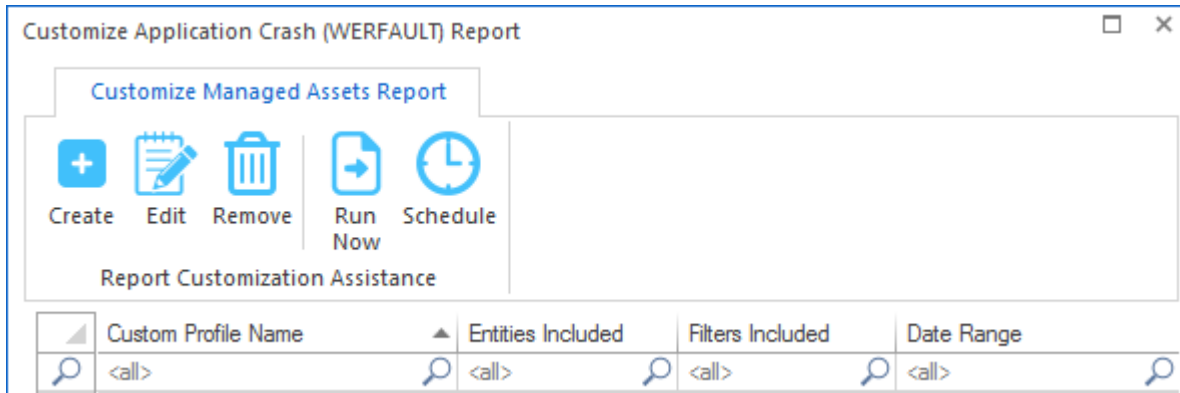 Customize Application Crash (WERFAULT) Report
Customize Managed Assets Report
Create Edit Remove Run Now Schedule
Report Customization Assistance
Custom Profile Name Entities Included Filters Included Date Range
<all> <all> <all> <all>